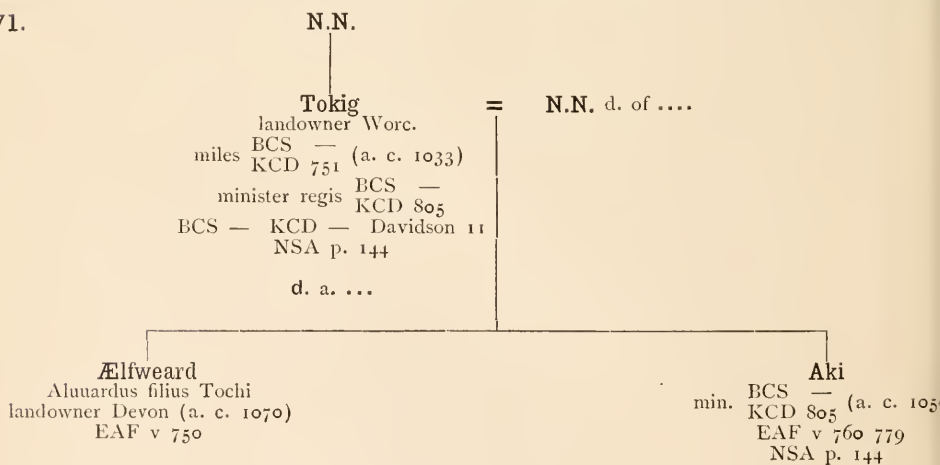 71.
N.N.
Tokig = N.N. d. of ....
landowner Worc.
miles BCS — KCD 751 (a. c. 1033)
minister regis BCS — KCD 805
BCS — KCD — Davidson 11
NSA p. 144
d. a. ...
Ælfweard
Aluuardus filius Tochi
landowner Devon (a. c. 1070)
EAF v 750
Aki
min. BCS — KCD 805 (a. c. 105
EAF v 760 779
NSA p. 144